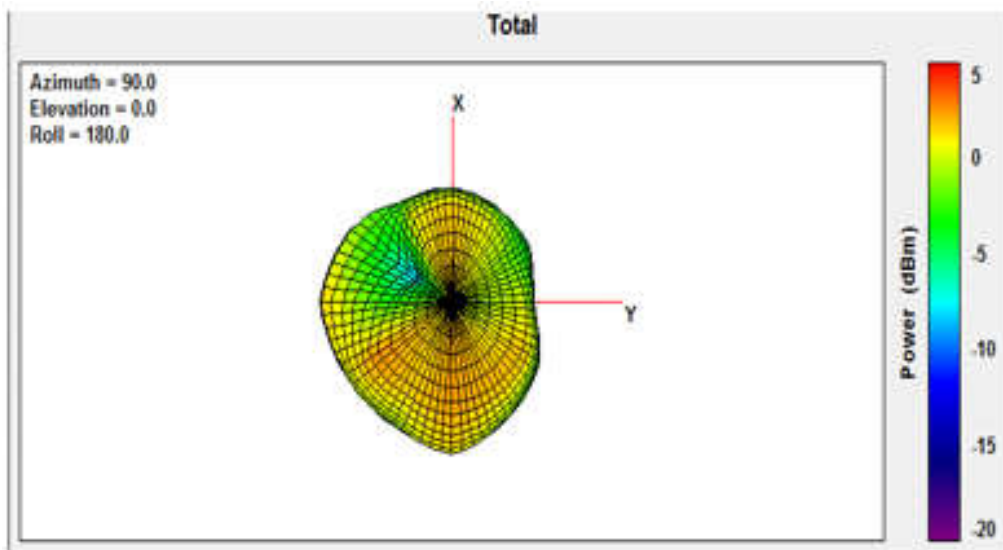 Total
Azimuth = 90.0
Elevation = 0.0
Roll = 180.0
X
Y
Power (dBm)
5
0
-5
-10
-15
-20